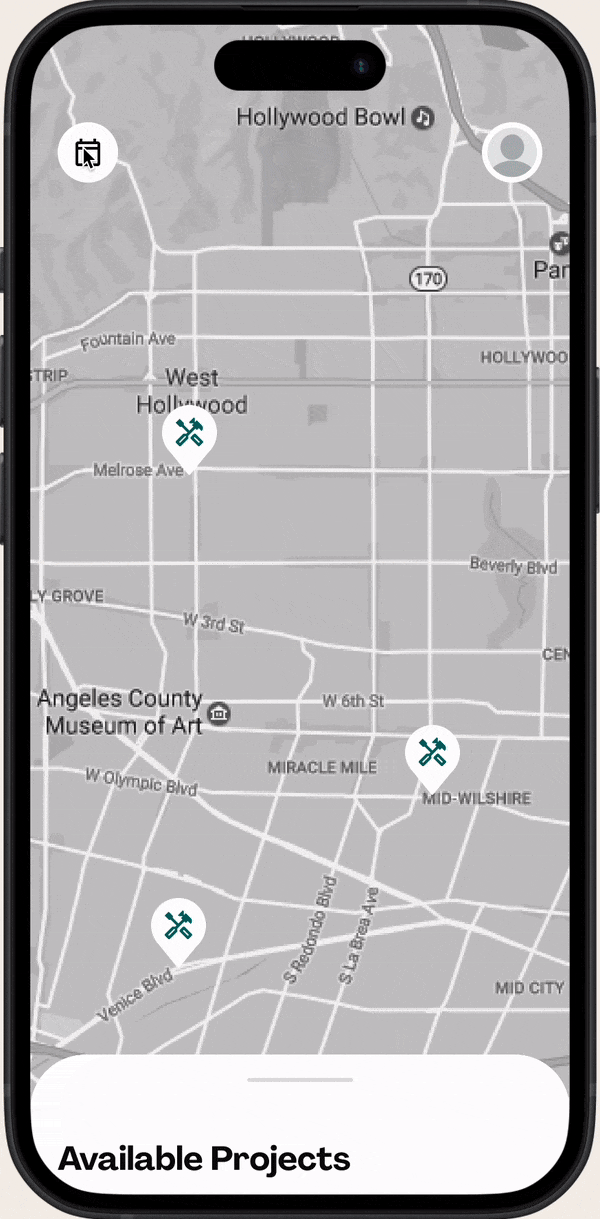 HOLLYWOOD
Hollywood Bowl
170
Pan
Fountain Ave
HOLLYWOO
STRIP
West
Hollywood
Melrose Ave
Beverly Blvd
LY GROVE
W 3rd St
CEN
Angeles County
Museum of Art
W 6th St
MIRACLE MILE
W Olympic Blvd
MID-WILSHIRE
S Redondo Blvd
S La Brea Ave
Venice Blvd
MID CITY
Available Projects